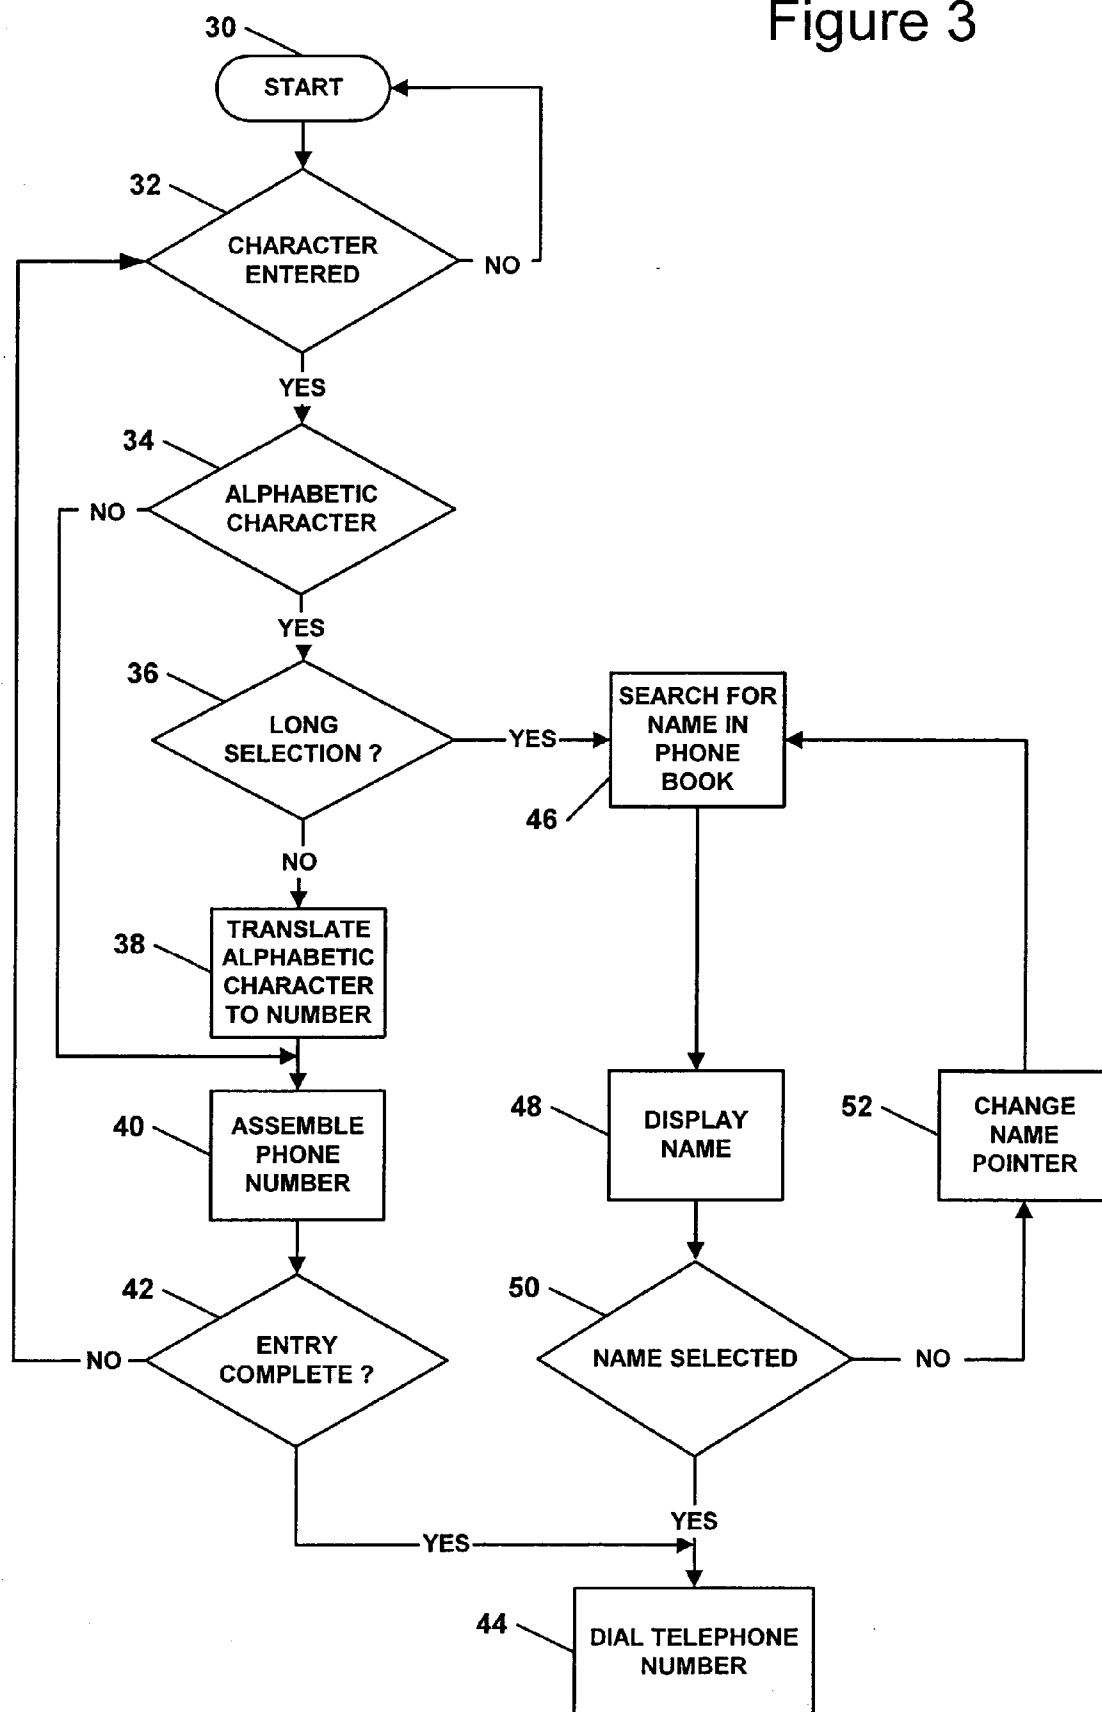 Figure 3
30
START
32
CHARACTER
ENTERED
NO
YES
34
ALPHABETIC
CHARACTER
NO
YES
36
LONG
SELECTION ?
YES
SEARCH FOR
NAME IN
PHONE
BOOK
46
NO
38
TRANSLATE
ALPHABETIC
CHARACTER
TO NUMBER
40
ASSEMBLE
PHONE
NUMBER
48
DISPLAY
NAME
52
CHANGE
NAME
POINTER
42
ENTRY
COMPLETE ?
NO
50
NAME SELECTED
NO
YES
YES
44
DIAL TELEPHONE
NUMBER